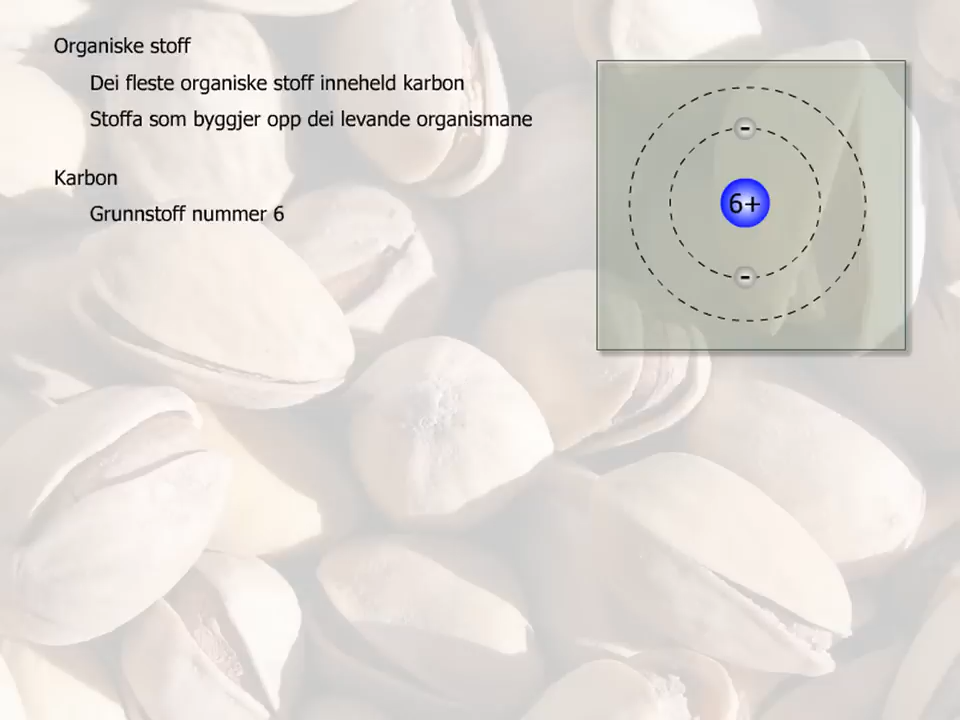 Organiske stoff
Dei fleste organiske stoff inneheld karbon
Stoffa som byggjer opp dei levande organismane
Karbon
Grunnstoff nummer 6
-
6+
-